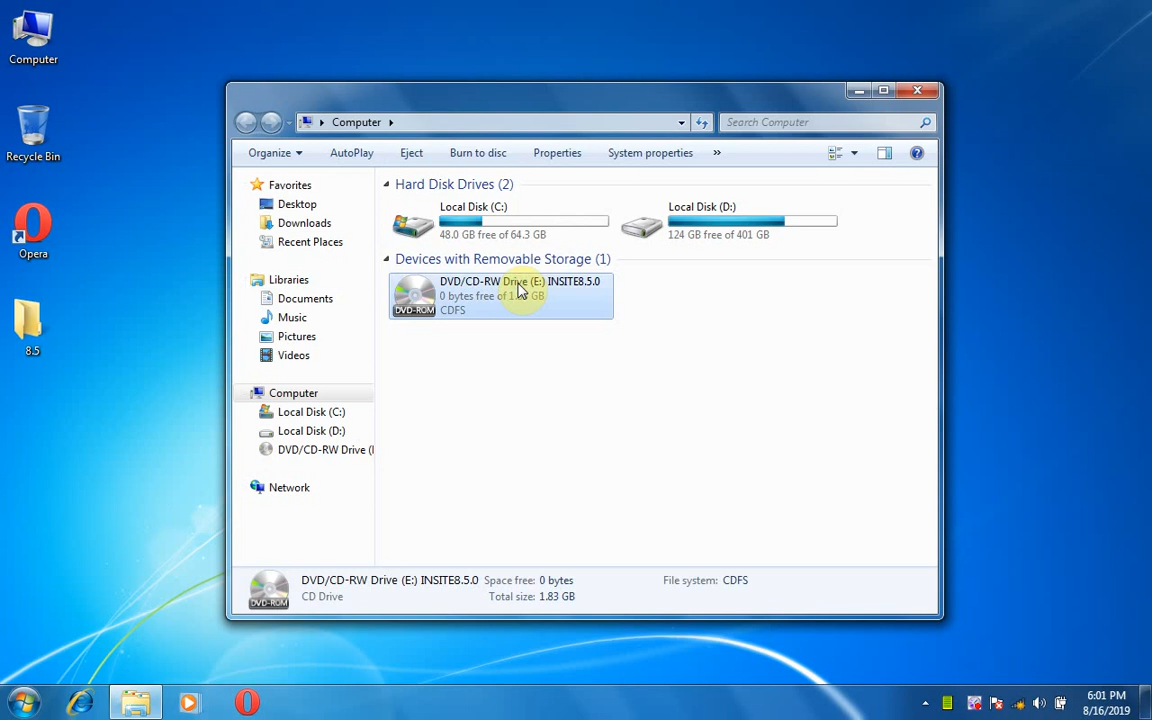 Computer
Recycle Bin
Opera
8.5
Computer
Search Computer
Organize AutoPlay Eject Burn to disc Properties System properties »
Favorites
Desktop
Downloads
Recent Places
Libraries
Documents
Music
Pictures
Videos
Computer
Local Disk (C:)
Local Disk (D:)
DVD/CD-RW Drive (I
Network
Hard Disk Drives (2)
Local Disk (C:)
48.0 GB free of 64.3 GB
Local Disk (D:)
124 GB free of 401 GB
Devices with Removable Storage (1)
DVD/CD-RW Drive (E:) INSITE8.5.0
0 bytes free of GB
CDFS
DVD-ROM
DVD/CD-RW Drive (E:) INSITE8.5.0 Space free: 0 bytes File system: CDFS
CD Drive Total size: 1.83 GB
DVD-ROM
6:01 PM
8/16/2019